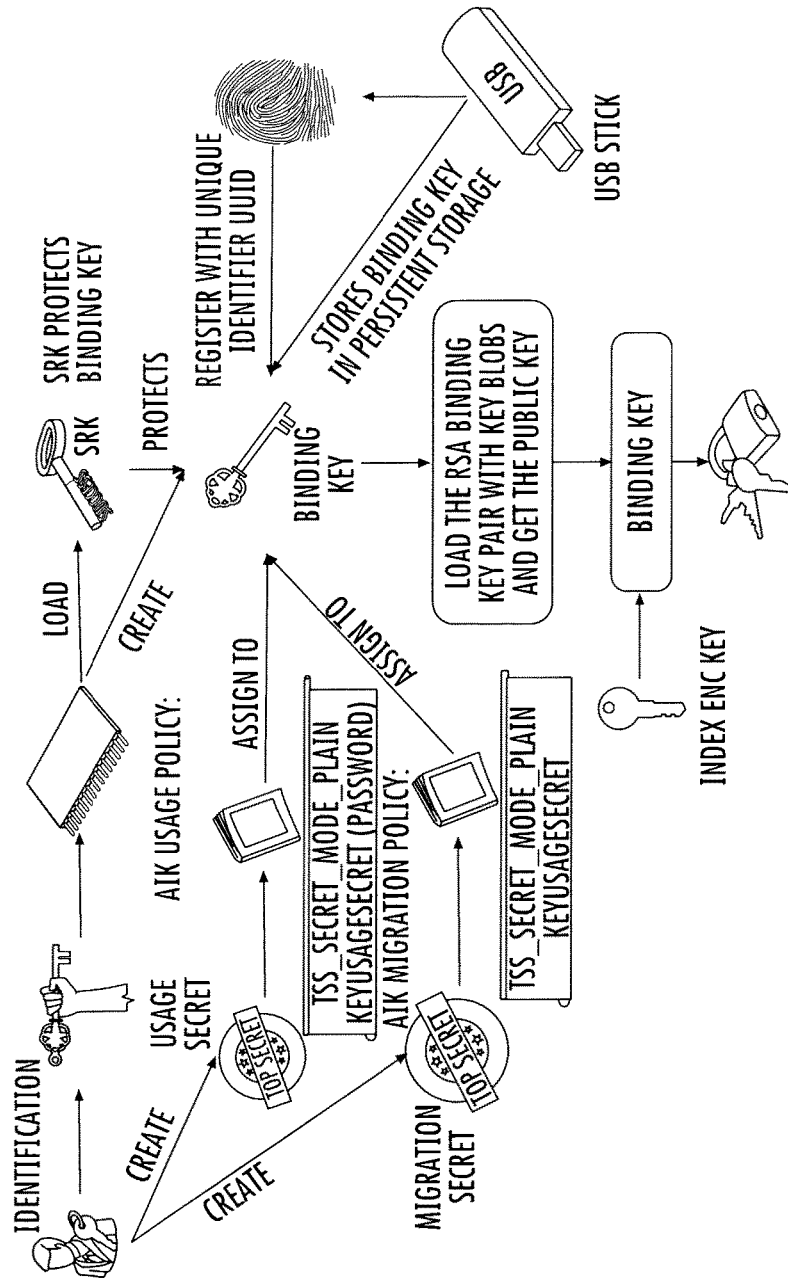 IDENTIFICATION
LOAD
SRK
SRK PROTECTS
BINDING KEY
CREATE
PROTECTS
USAGE
SECRET
AIK USAGE POLICY:
CREATE
TOP SECRET
ASSIGN TO
BINDING
KEY
REGISTER WITH UNIQUE
IDENTIFIER UUID
TSS_SECRET_MODE_PLAIN
KEYUSAGESECRET (PASSWORD)
AIK MIGRATION POLICY:
CREATE
ASSIGN TO
STORES BINDING KEY
IN PERSISTENT STORAGE
USB
USB STICK
MIGRATION
SECRET
TOP SECRET
TSS_SECRET_MODE_PLAIN
KEYUSAGESECRET
LOAD THE RSA BINDING
KEY PAIR WITH KEY BLOBS
AND GET THE PUBLIC KEY
INDEX ENC KEY
BINDING KEY